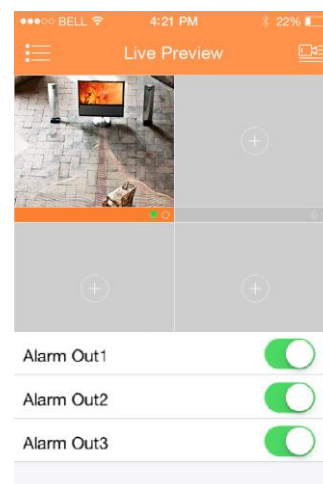 BELL 4:21 PM 22%
Live Preview
Alarm Out1
Alarm Out2
Alarm Out3